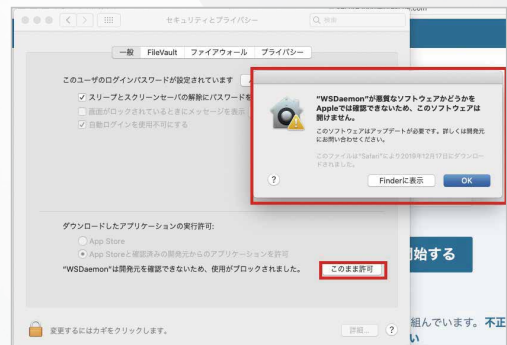 .com
セキュリティとプライバシー
検索
一般 FileVault ファイアウォール プライバシー
このユーザのログインパスワードが設定されています
スリープとスクリーンセーバの解除にパスワードを
画面がロックされているときにメッセージを表示
自動ログインを使用不可にする
"WSDaemon"が悪質なソフトウェアかどうかを
Appleでは確認できないため、このソフトウェアは
開けません。
このソフトウェアはアップデートが必要です。詳しくは開発元
にお問い合わせください。
このファイルは"Safari"により2019年12月17日にダウンロー
ドされました。
? Finderに表示 OK
ダウンロードしたアプリケーションの実行許可:
App Store
App Storeと確認済みの開発元からのアプリケーションを許可
"WSDaemon"は開発元を確認できないため、使用がブロックされました。 このまま許可
変更するにはカギをクリックします。
詳細... ?
始する
組んでいます。不正
い